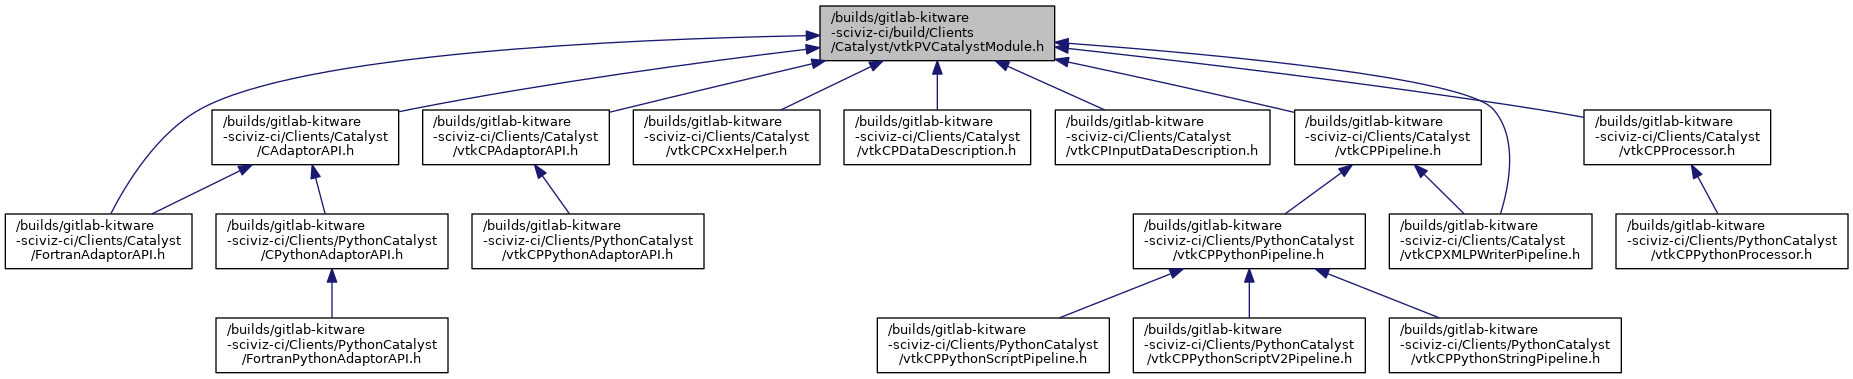 /builds/gitlab-kitware
-sciviz-ci/build/Clients
/Catalyst/vtkPVCatalystModule.h
/builds/gitlab-kitware
-sciviz-ci/Clients/Catalyst
/CAdaptorAPI.h
/builds/gitlab-kitware
-sciviz-ci/Clients/Catalyst
/vtkCPAdaptorAPI.h
/builds/gitlab-kitware
-sciviz-ci/Clients/Catalyst
/vtkCPCxxHelper.h
/builds/gitlab-kitware
-sciviz-ci/Clients/Catalyst
/vtkCPDataDescription.h
/builds/gitlab-kitware
-sciviz-ci/Clients/Catalyst
/vtkCPInputDataDescription.h
/builds/gitlab-kitware
-sciviz-ci/Clients/Catalyst
/vtkCPPipeline.h
/builds/gitlab-kitware
-sciviz-ci/Clients/Catalyst
/vtkCPProcessor.h
/builds/gitlab-kitware
-sciviz-ci/Clients/Catalyst
/FortranAdaptorAPI.h
/builds/gitlab-kitware
-sciviz-ci/Clients/PythonCatalyst
/CPythonAdaptorAPI.h
/builds/gitlab-kitware
-sciviz-ci/Clients/PythonCatalyst
/vtkCPPythonAdaptorAPI.h
/builds/gitlab-kitware
-sciviz-ci/Clients/PythonCatalyst
/vtkCPPythonPipeline.h
/builds/gitlab-kitware
-sciviz-ci/Clients/Catalyst
/vtkCPXMLPWriterPipeline.h
/builds/gitlab-kitware
-sciviz-ci/Clients/PythonCatalyst
/vtkCPPythonProcessor.h
/builds/gitlab-kitware
-sciviz-ci/Clients/PythonCatalyst
/FortranPythonAdaptorAPI.h
/builds/gitlab-kitware
-sciviz-ci/Clients/PythonCatalyst
/vtkCPPythonScriptPipeline.h
/builds/gitlab-kitware
-sciviz-ci/Clients/PythonCatalyst
/vtkCPPythonScriptV2Pipeline.h
/builds/gitlab-kitware
-sciviz-ci/Clients/PythonCatalyst
/vtkCPPythonStringPipeline.h